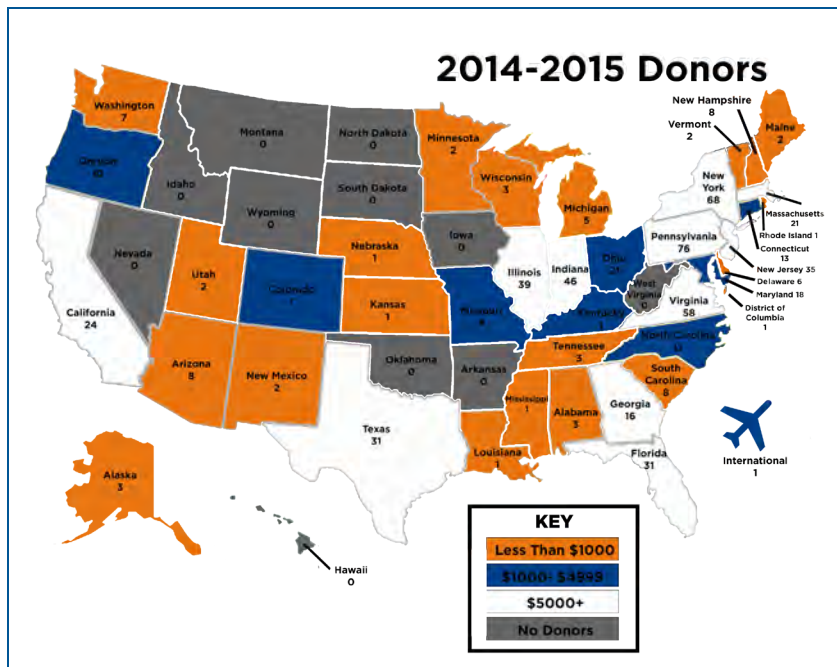 2014-2015 Donors
Washington
7
Oregon
10
California
24
Nevada
0
Idaho
0
Montana
0
Wyoming
0
Utah
2
Arizona
8
Colorado
New Mexico
2
North Dakota
0
South Dakota
0
Nebraska
1
Kansas
1
Oklahoma
0
Texas
31
Minnesota
2
Iowa
0
Missouri
Arkansas
0
Louisiana
1
Wisconsin
3
Illinois
39
Michigan
5
Indiana
46
Ohio
21
Kentucky
Tennessee
3
Mississippi
1
Alabama
3
Georgia
16
Florida
31
South
Carolina
8
North Carolina
Virginia
58
West
Virginia
0
Pennsylvania
76
New
York
68
Vermont
2
New Hampshire
8
Maine
2
Massachusetts
21
Rhode Island 1
Connecticut
13
New Jersey 35
Delaware 6
Maryland 18
District of
Columbia
1
International
1
Alaska
3
Hawaii
0
KEY
Less Than $1000
$1000- $4999
$5000+
No Donors